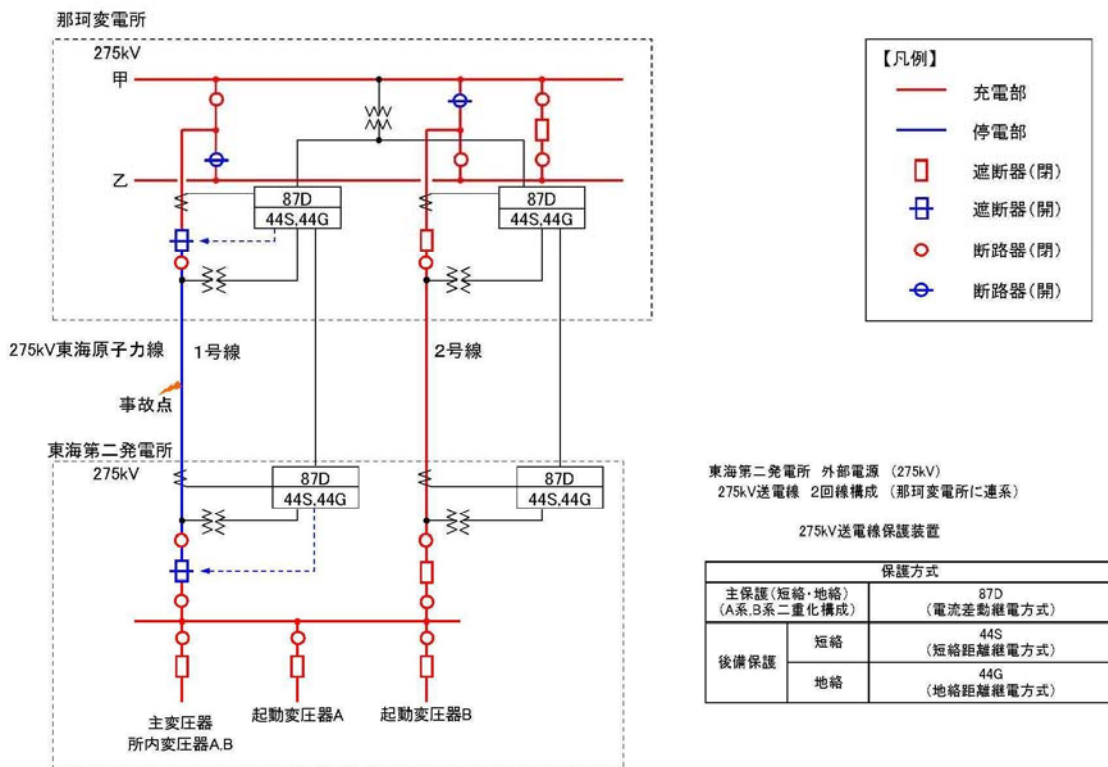 那珂変電所
275kV
甲
乙
87D
44S,44G
87D
44S,44G
275kV東海原子力線
1号線
2号線
事故点
東海第二発電所
275kV
87D
44S,44G
87D
44S,44G
主変圧器
所内変圧器A,B
起動変圧器A
起動変圧器B
【凡例】
充電部
停電部
遮断器(閉)
遮断器(開)
断路器(閉)
断路器(開)
東海第二発電所 外部電源 (275kV)
275kV送電線 2回線構成 (那珂変電所に連系)
275kV送電線保護装置
保護方式
主保護(短絡・地絡)
(A系,B系二重化構成)
87D
(電流差動継電方式)
後備保護
短絡
44S
(短絡距離継電方式)
地絡
44G
(地絡距離継電方式)